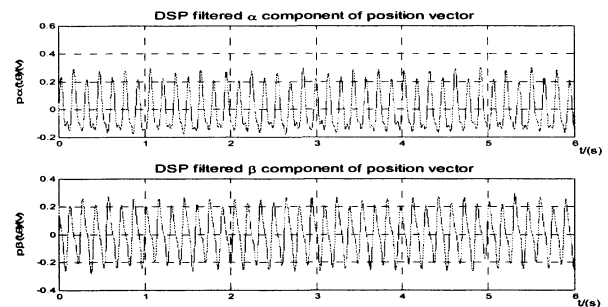 DSP filtered α component of position vector
0.6
0.4
0.2
0
-0.2
0 1 2 3 4 5 6
t/(s)
DSP filtered β component of position vector
0.4
0.2
0
-0.2
-0.4
0 1 2 3 4 5 6
t/(s)